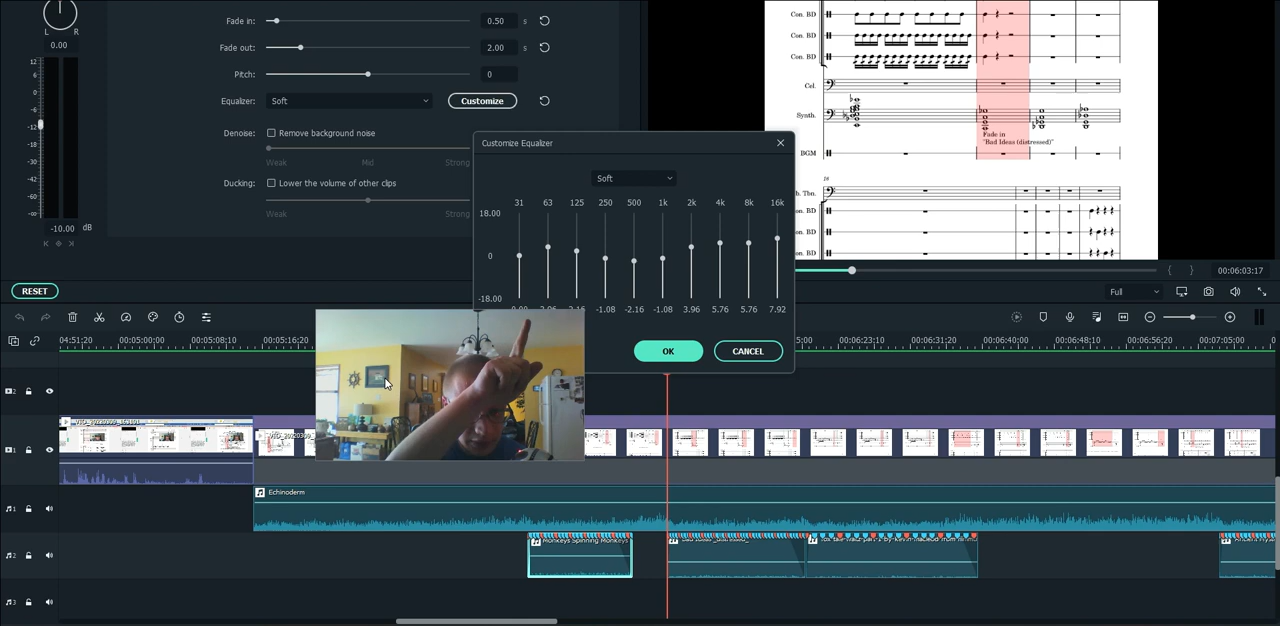 L R
0.00
12
6
0
-6
-12
-18
-30
-42
-60
-∞
-10.00 dB
Fade in: 0.50 s
Fade out: 2.00 s
Pitch: 0
Equalizer: Soft Customize
Denoise: Remove background noise
Weak Mid Strong
Ducking: Lower the volume of other clips
Weak Strong
Customize Equalizer
Soft
31 63 125 250 500 1k 2k 4k 8k 16k
18.00
0
-18.00
-1.08 -2.16 -1.08 3.96 5.76 5.76 7.92
OK CANCEL
Con. BD
Con. BD
Con. BD
Cel.
Synth.
Fade in
"Bad Ideas (distressed)"
BGM
Full 00:06:03:17
RESET
04:51:20 00:05:00:00 00:05:08:10 00:05:16:20 5:00 00:06:23:10 00:06:31:20 00:06:40:00 00:06:48:10 00:06:56:20 00:07:05:00
2
1
Echinoderm
1
Monkeys Spinning Monkeys
2
3